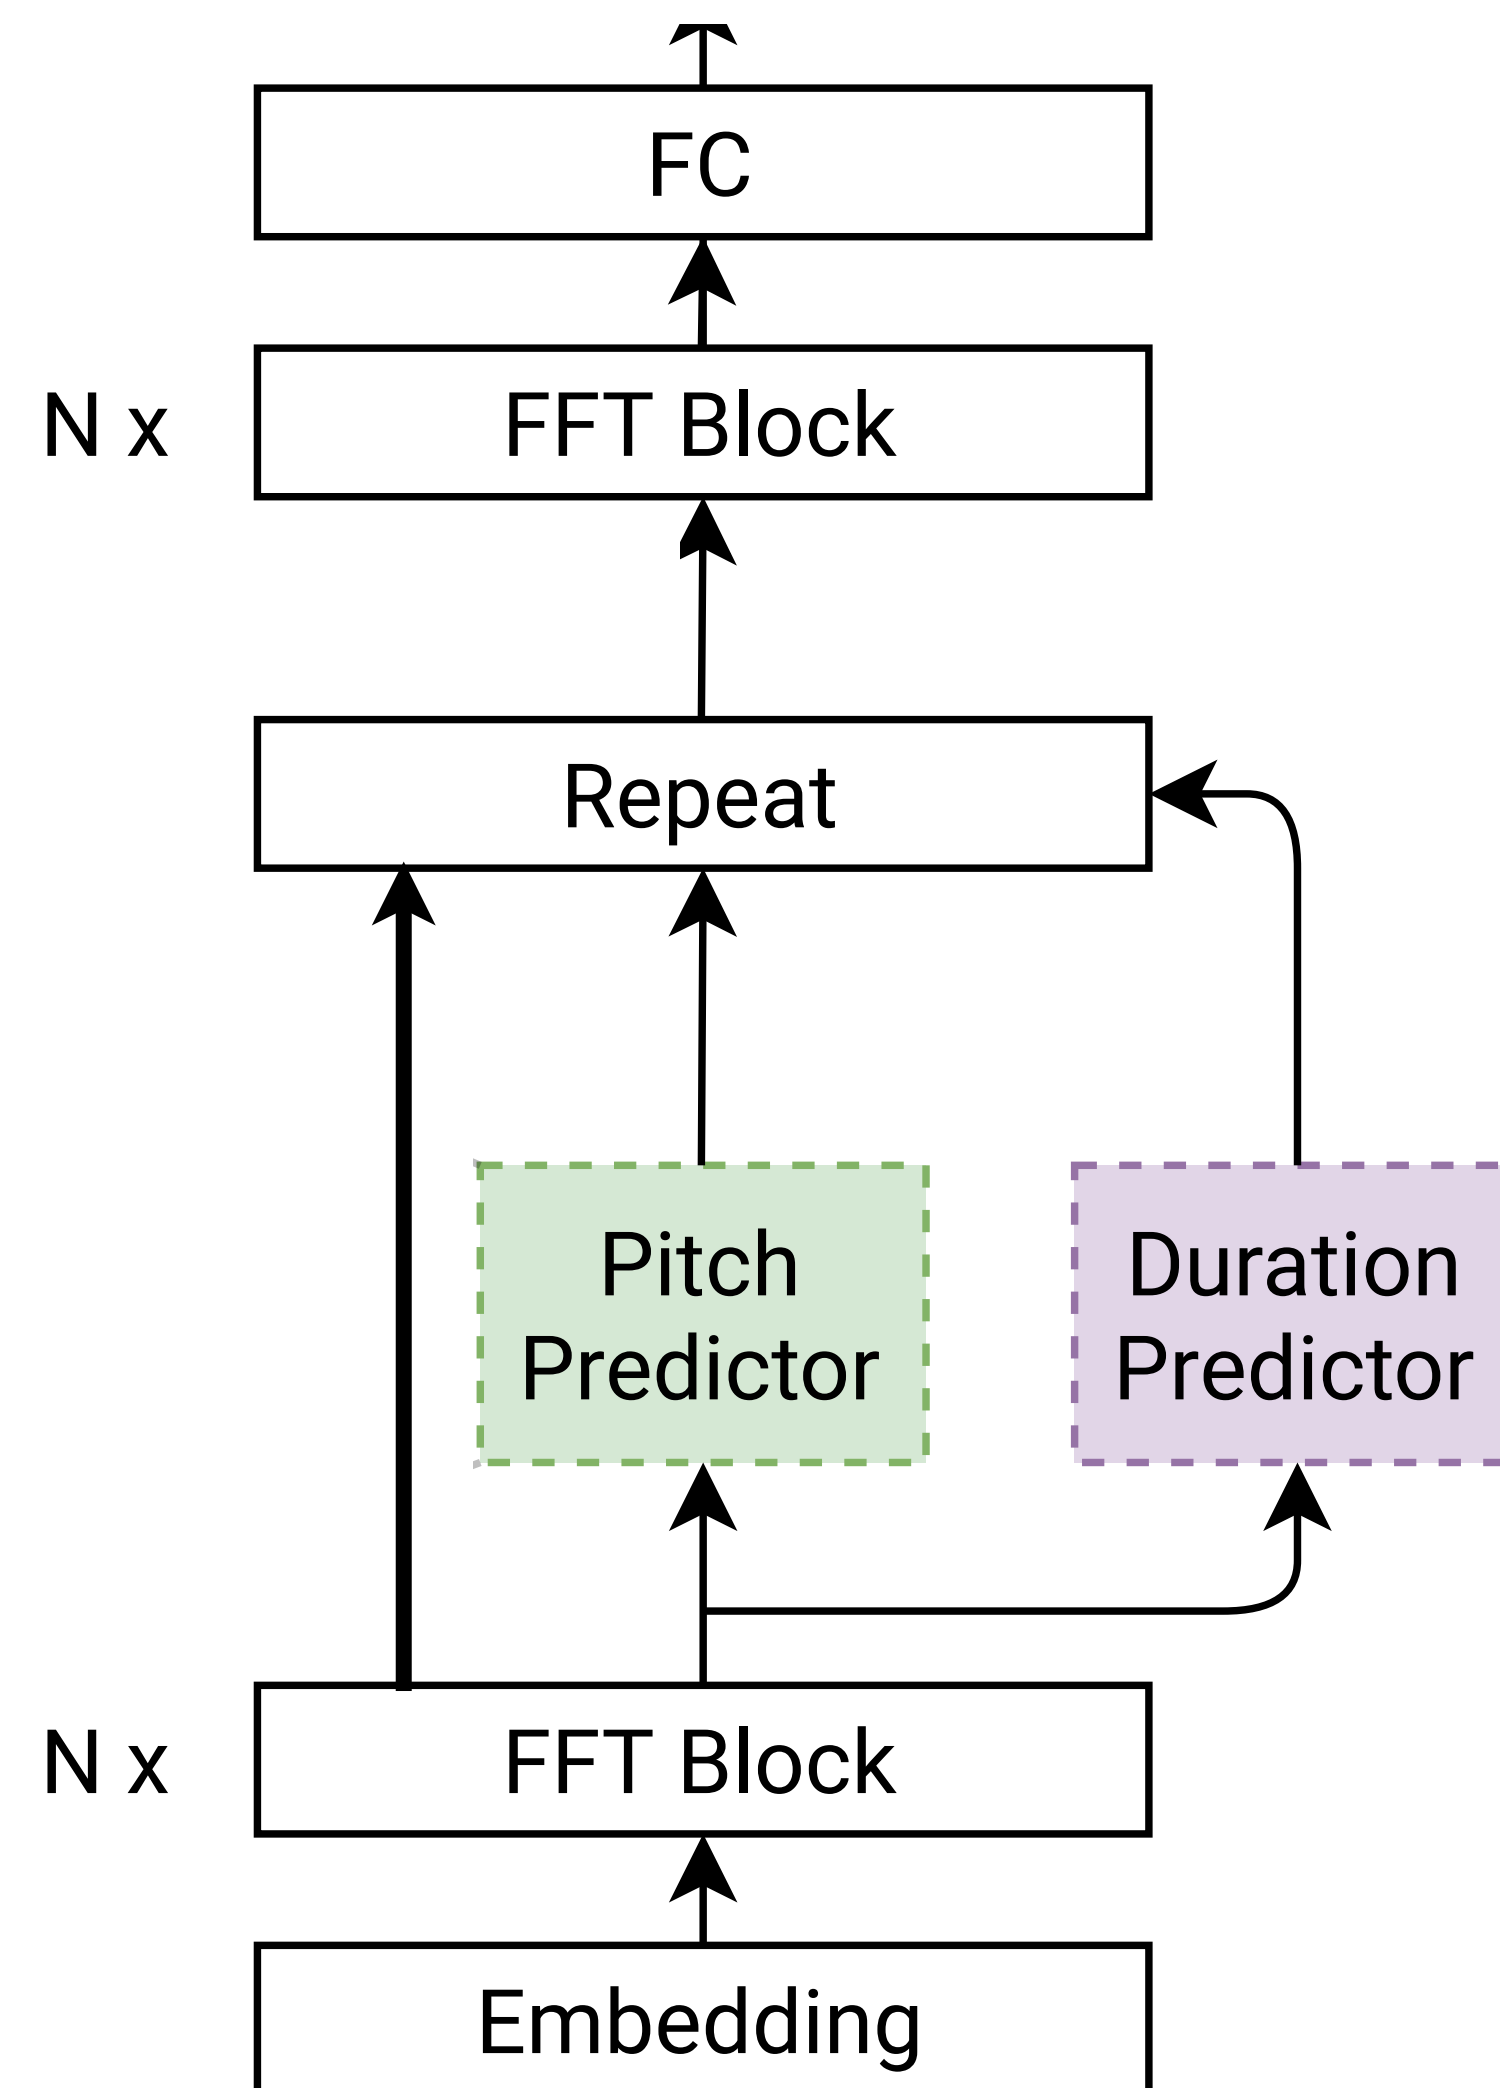 FC
N x
FFT Block
Repeat
Pitch
Predictor
Duration
Predictor
N x
FFT Block
Embedding